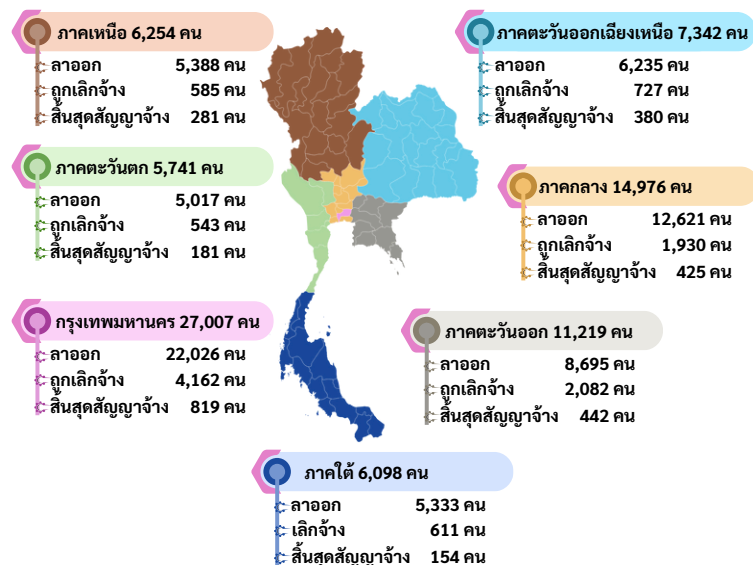 ภาคเหนือ 6,254 คน
ลาออก 5,388 คน
ถูกเลิกจ้าง 585 คน
สิ้นสุดสัญญาจ้าง 281 คน
ภาคตะวันออกเฉียงเหนือ 7,342 คน
ลาออก 6,235 คน
ถูกเลิกจ้าง 727 คน
สิ้นสุดสัญญาจ้าง 380 คน
ภาคตะวันตก 5,741 คน
ลาออก 5,017 คน
ถูกเลิกจ้าง 543 คน
สิ้นสุดสัญญาจ้าง 181 คน
ภาคกลาง 14,976 คน
ลาออก 12,621 คน
ถูกเลิกจ้าง 1,930 คน
สิ้นสุดสัญญาจ้าง 425 คน
กรุงเทพมหานคร 27,007 คน
ลาออก 22,026 คน
ถูกเลิกจ้าง 4,162 คน
สิ้นสุดสัญญาจ้าง 819 คน
ภาคตะวันออก 11,219 คน
ลาออก 8,695 คน
ถูกเลิกจ้าง 2,082 คน
สิ้นสุดสัญญาจ้าง 442 คน
ภาคใต้ 6,098 คน
ลาออก 5,333 คน
เลิกจ้าง 611 คน
สิ้นสุดสัญญาจ้าง 154 คน